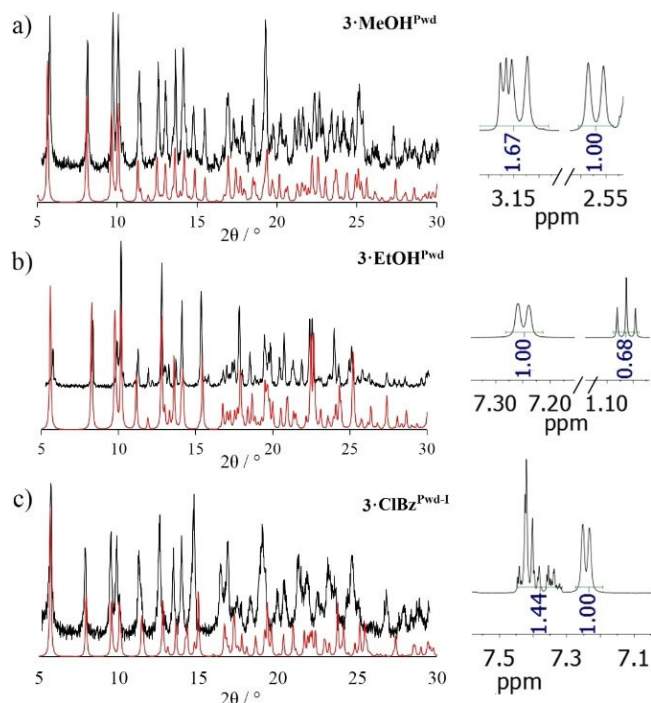 a)
3·MeOH^Pwd
5 10 15 20 25 30
2θ / °
1.67
1.00
3.15 2.55
ppm
b)
3·EtOH^Pwd
5 10 15 20 25 30
2θ / °
1.00
0.68
7.30 7.20 1.10
ppm
c)
3·ClBz^Pwd-I
5 10 15 20 25 30
2θ / °
1.44
1.00
7.5 7.3 7.1
ppm